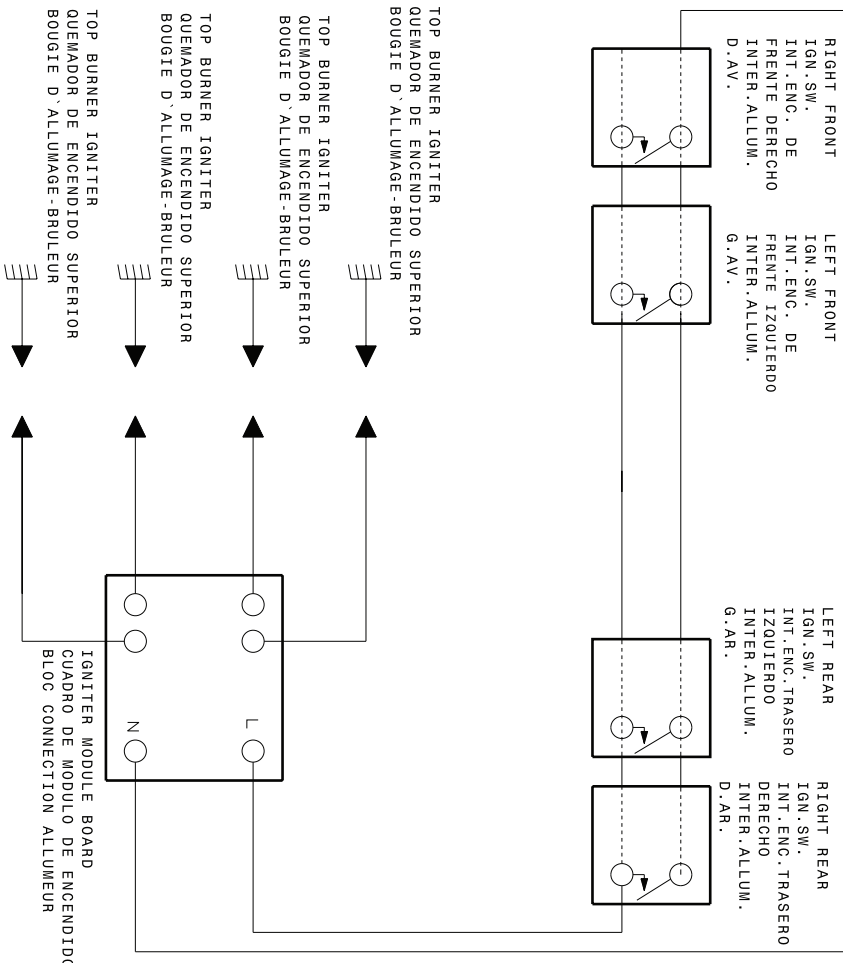 RIGHT FRONT
IGN.SW.
INT.ENC. DE
FRENTE DERECHO
INTER.ALLUM.
D.AV.
LEFT FRONT
IGN.SW.
INT.ENC. DE
FRENTE IZQUIERDO
INTER.ALLUM.
G.AV.
LEFT REAR
IGN.SW.
INT.ENC.TRASERO
IZQUIERDO
INTER.ALLUM.
G.AR.
RIGHT REAR
IGN.SW.
INT.ENC.TRASERO
DERECHO
INTER.ALLUM.
D.AR.
TOP BURNER IGNITER
QUEMADOR DE ENCENDIDO SUPERIOR
BOUGIE D`ALLUMAGE-BRULEUR
TOP BURNER IGNITER
QUEMADOR DE ENCENDIDO SUPERIOR
BOUGIE D`ALLUMAGE-BRULEUR
TOP BURNER IGNITER
QUEMADOR DE ENCENDIDO SUPERIOR
BOUGIE D`ALLUMAGE-BRULEUR
TOP BURNER IGNITER
QUEMADOR DE ENCENDIDO SUPERIOR
BOUGIE D`ALLUMAGE-BRULEUR
L
N
IGNITER MODULE BOARD
CUADRO DE MODULO DE ENCENDIDO
BLOC CONNECTION ALLUMEUR